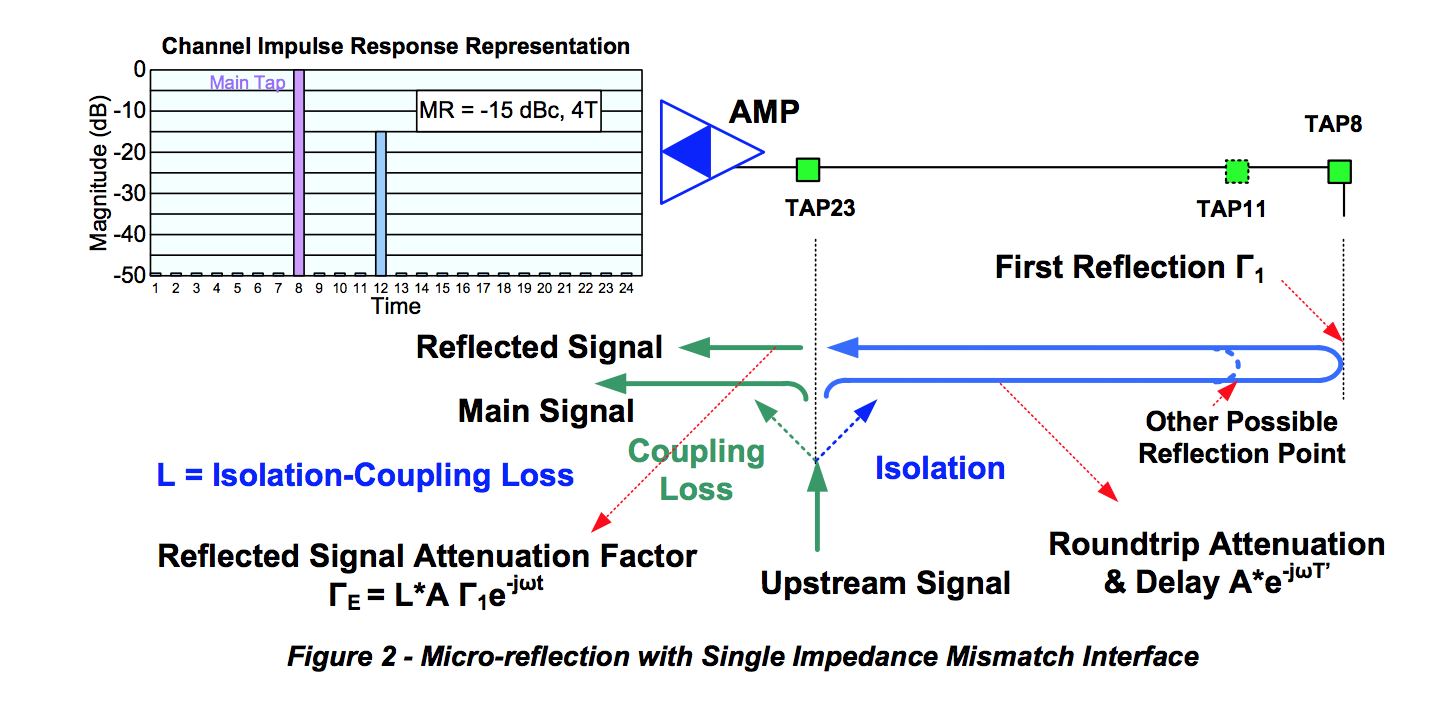 Channel Impulse Response Representation
Magnitude (dB)
0
-10
-20
-30
-40
-50
Main Tap
MR = -15 dBc, 4T
1 2 3 4 5 6 7 8 9 10 11 12 13 14 15 16 17 18 19 20 21 22 23 24
Time
AMP
TAP23
TAP11
TAP8
First Reflection Γ₁
Reflected Signal
Main Signal
Coupling
Loss
Isolation
Other Possible
Reflection Point
L = Isolation-Coupling Loss
Reflected Signal Attenuation Factor
Γ_E = L*A Γ₁e^-jωt
Upstream Signal
Roundtrip Attenuation
& Delay A*e^-jωT’
Figure 2 - Micro-reflection with Single Impedance Mismatch Interface